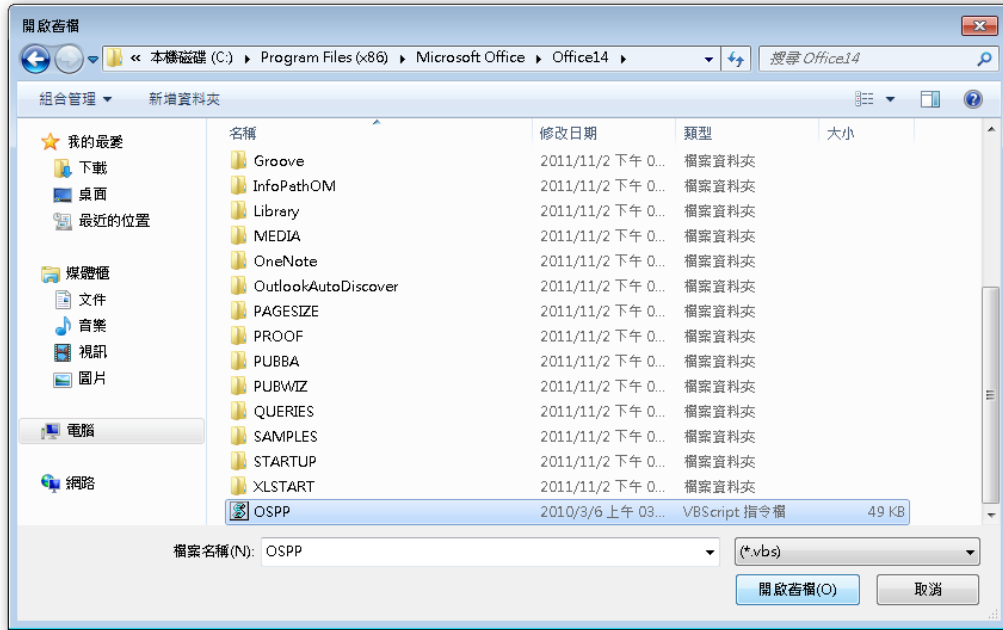 開啟舊檔
« 本機磁碟 (C:) ▸ Program Files (x86) ▸ Microsoft Office ▸ Office14 ▸ 搜尋 Office14
組合管理 ▼ 新增資料夾
我的最愛
下載
桌面
最近的位置
媒體櫃
文件
音樂
視訊
圖片
電腦
網路
名稱 修改日期 類型 大小
Groove 2011/11/2 下午 0... 檔案資料夾
InfoPathOM 2011/11/2 下午 0... 檔案資料夾
Library 2011/11/2 下午 0... 檔案資料夾
MEDIA 2011/11/2 下午 0... 檔案資料夾
OneNote 2011/11/2 下午 0... 檔案資料夾
OutlookAutoDiscover 2011/11/2 下午 0... 檔案資料夾
PAGESIZE 2011/11/2 下午 0... 檔案資料夾
PROOF 2011/11/2 下午 0... 檔案資料夾
PUBBA 2011/11/2 下午 0... 檔案資料夾
PUBWIZ 2011/11/2 下午 0... 檔案資料夾
QUERIES 2011/11/2 下午 0... 檔案資料夾
SAMPLES 2011/11/2 下午 0... 檔案資料夾
STARTUP 2011/11/2 下午 0... 檔案資料夾
XLSTART 2011/11/2 下午 0... 檔案資料夾
OSPP 2010/3/6 上午 03... VBScript 指令檔 49 KB
檔案名稱(N): OSPP (*.vbs)
開啟舊檔(O) 取消